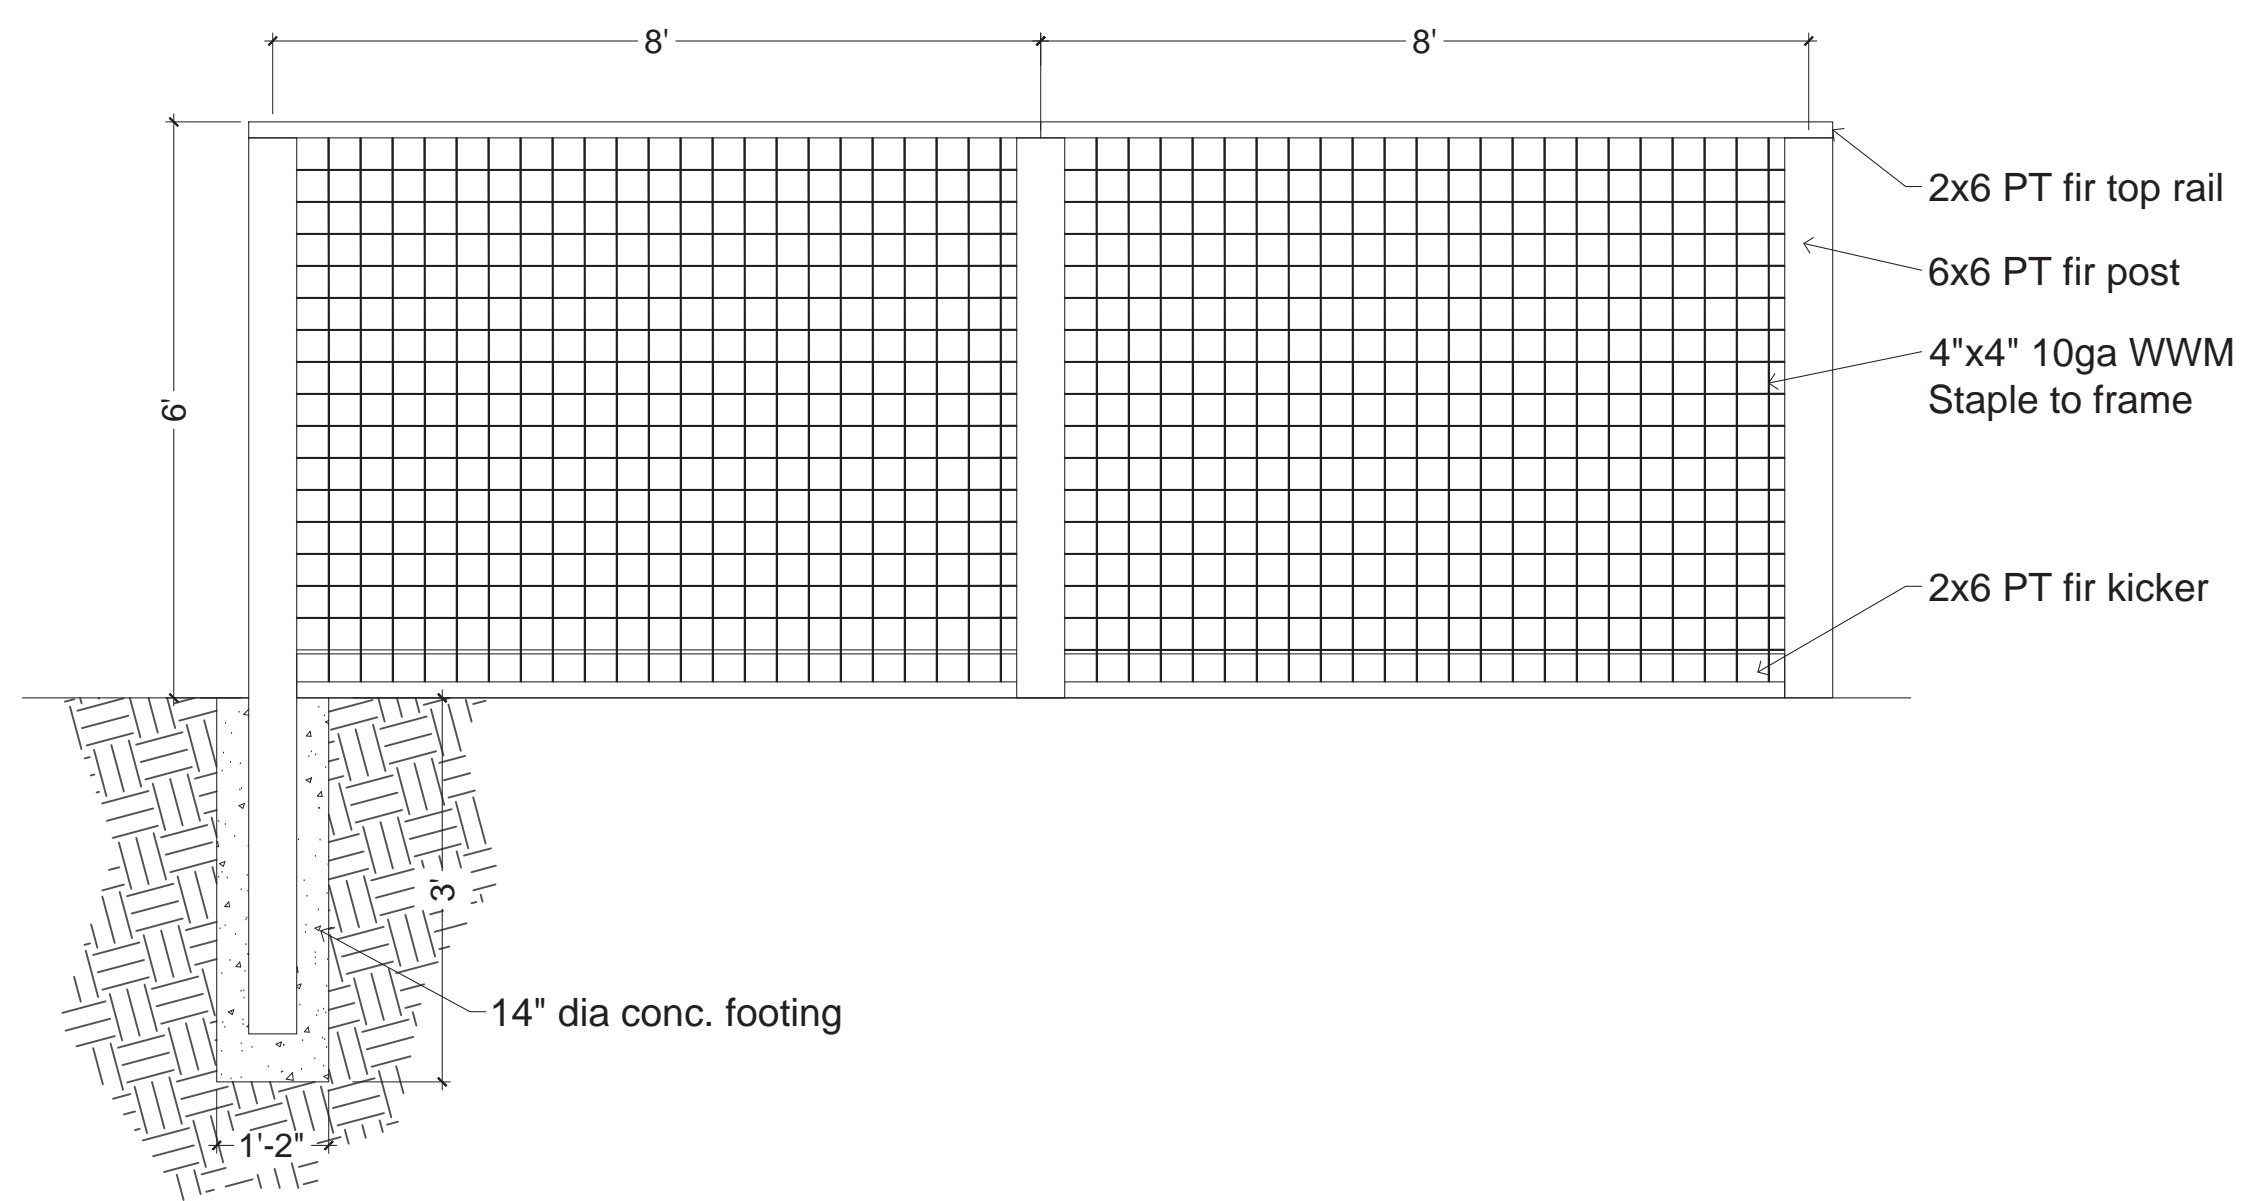 8'
8'
2x6 PT fir top rail
6x6 PT fir post
4"x4" 10ga WWM
Staple to frame
6'
2x6 PT fir kicker
3'
14" dia conc. footing
1'-2"